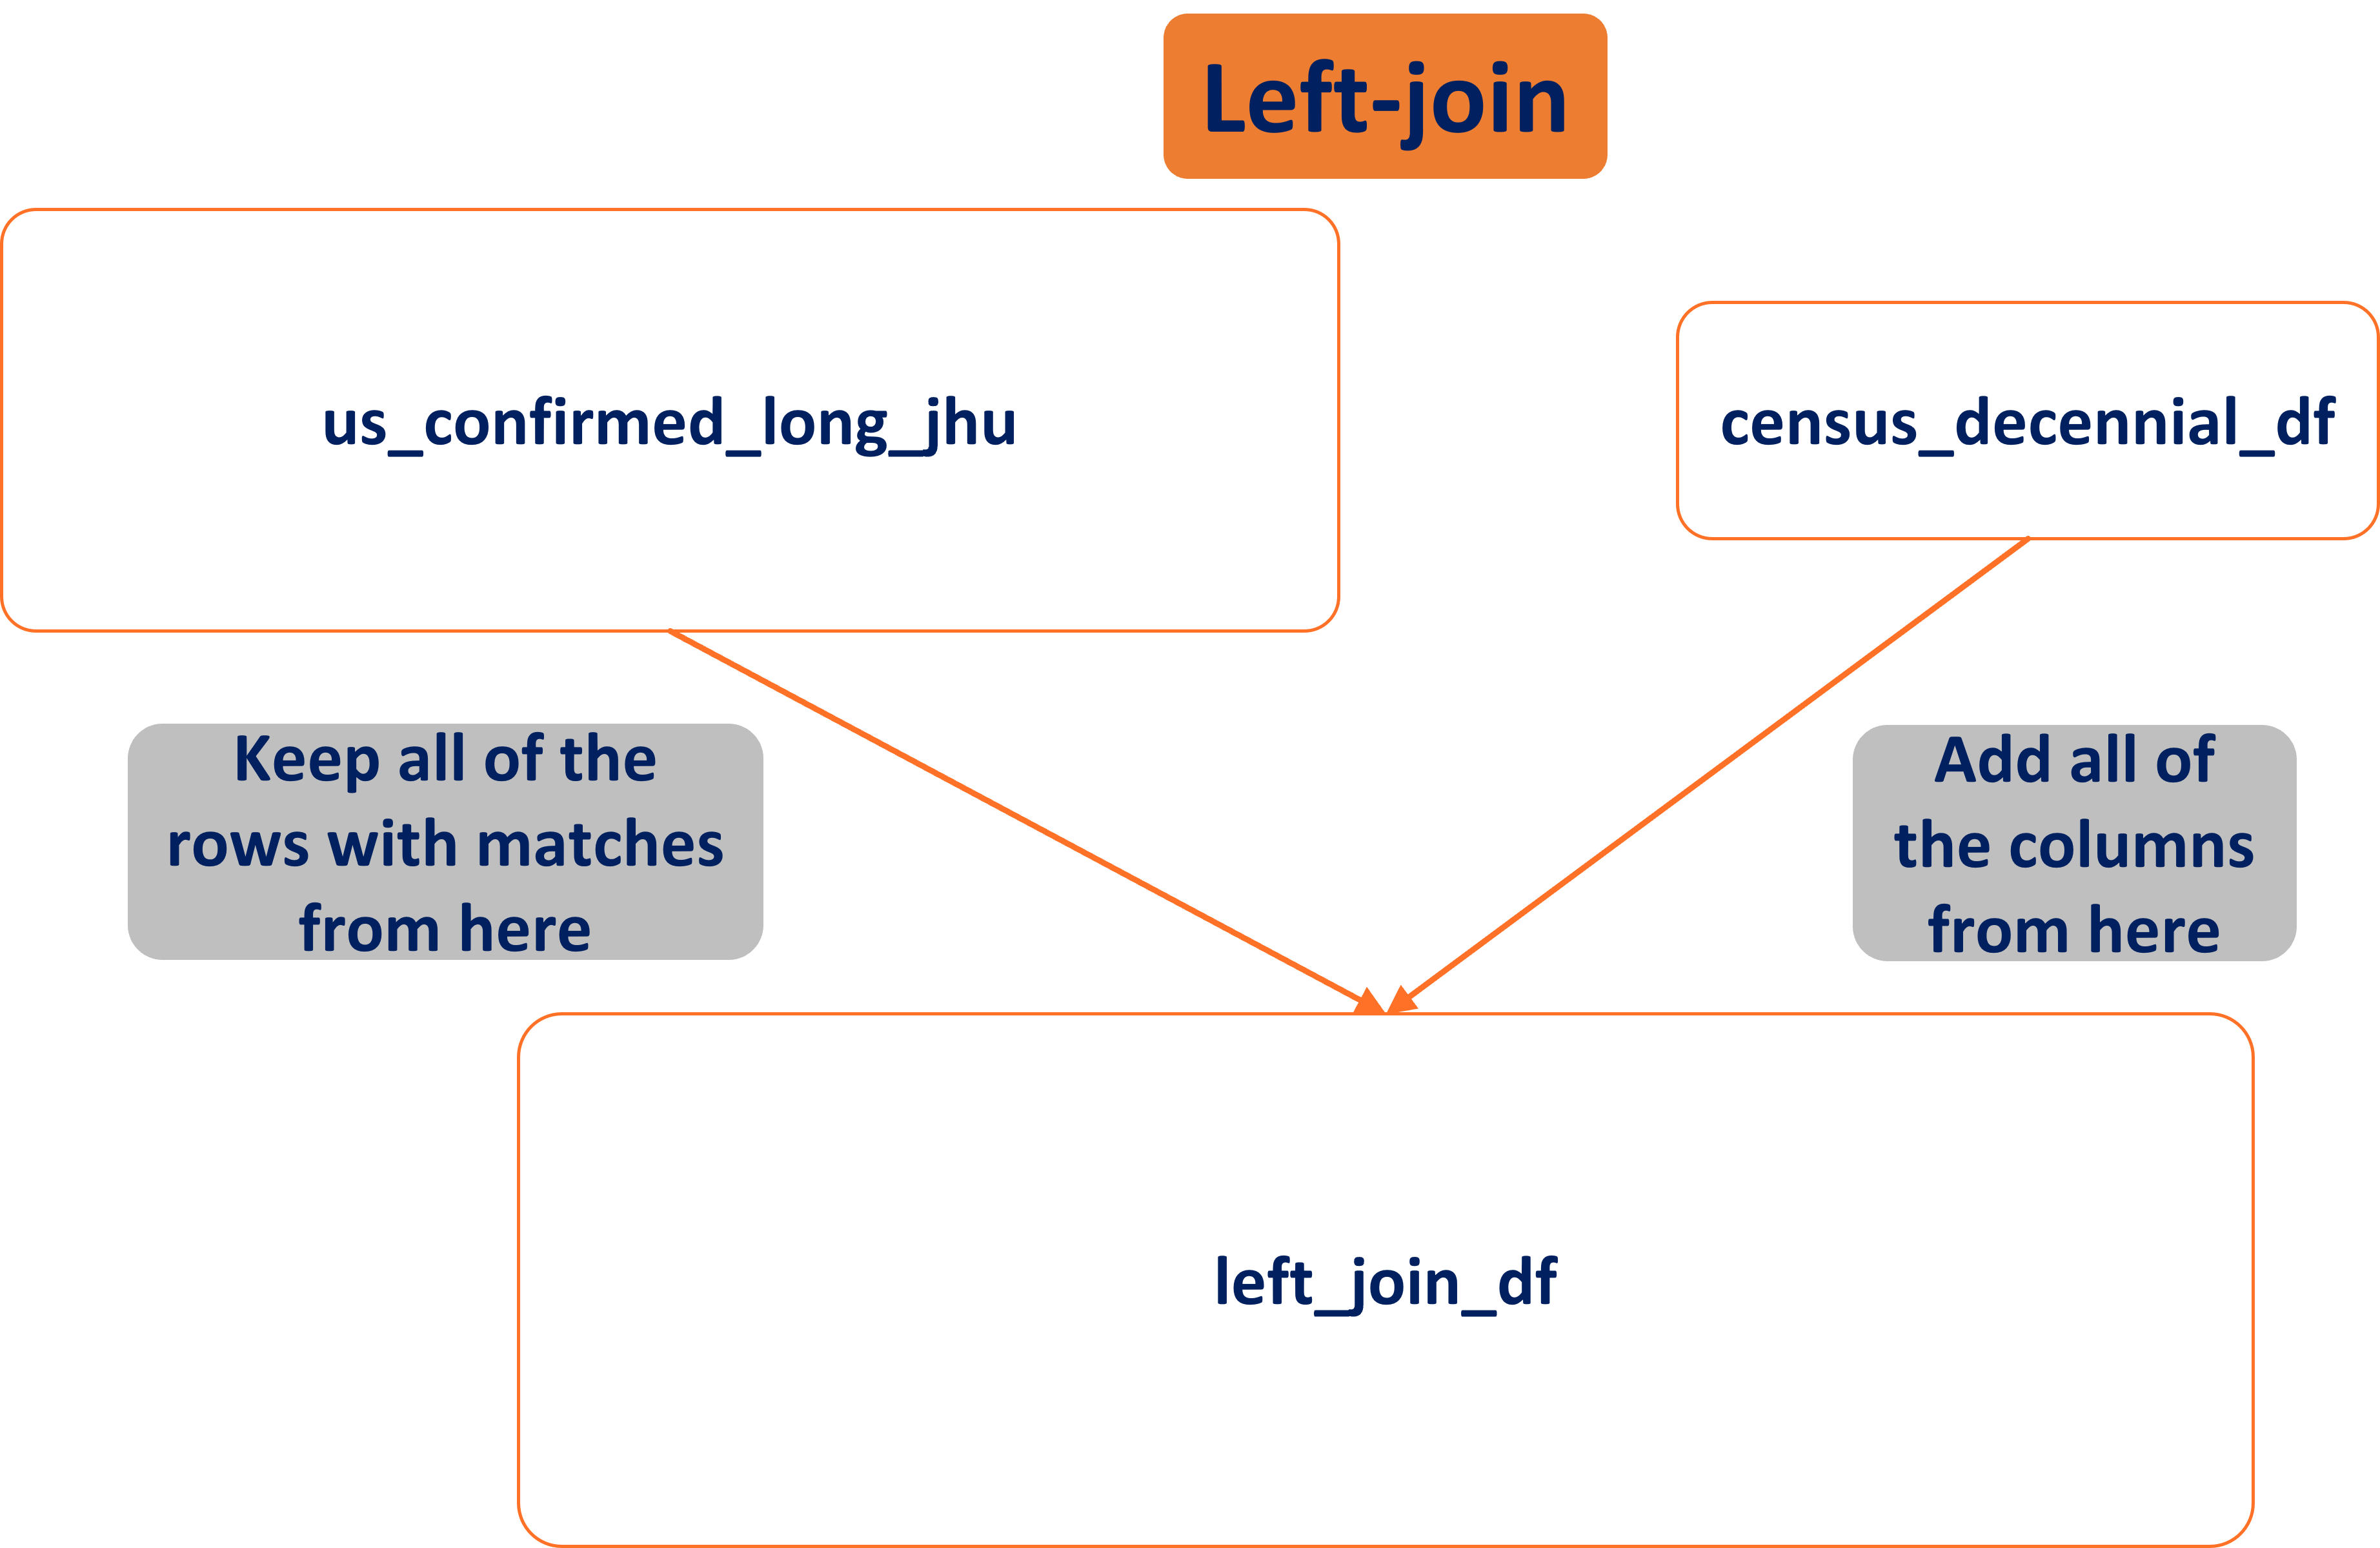 Left-join
us_confirmed_long_jhu
census_decennial_df
Keep all of the
rows with matches
from here
Add all of
the columns
from here
left_join_df